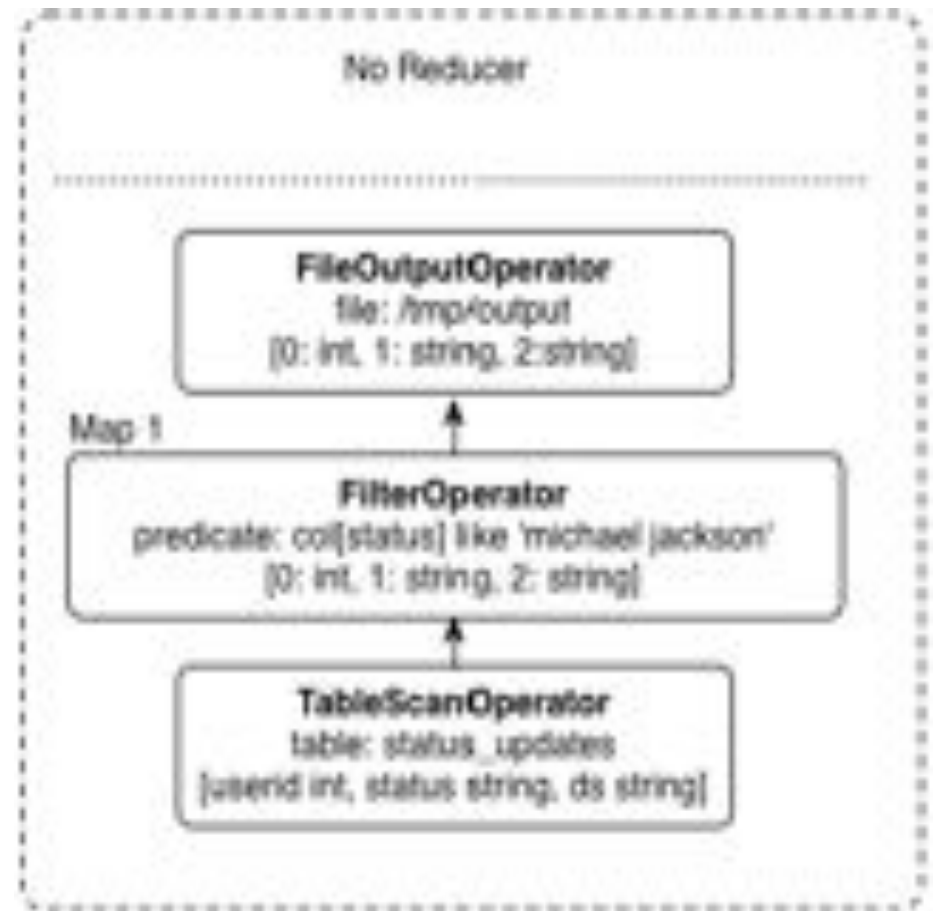 No Reducer
FileOutputOperator
file: /tmp/output
[0: int, 1: string, 2:string]
Map 1
FilterOperator
predicate: col[status] like 'michael jackson'
[0: int, 1: string, 2: string]
TableScanOperator
table: status_updates
[userid int, status string, ds string]